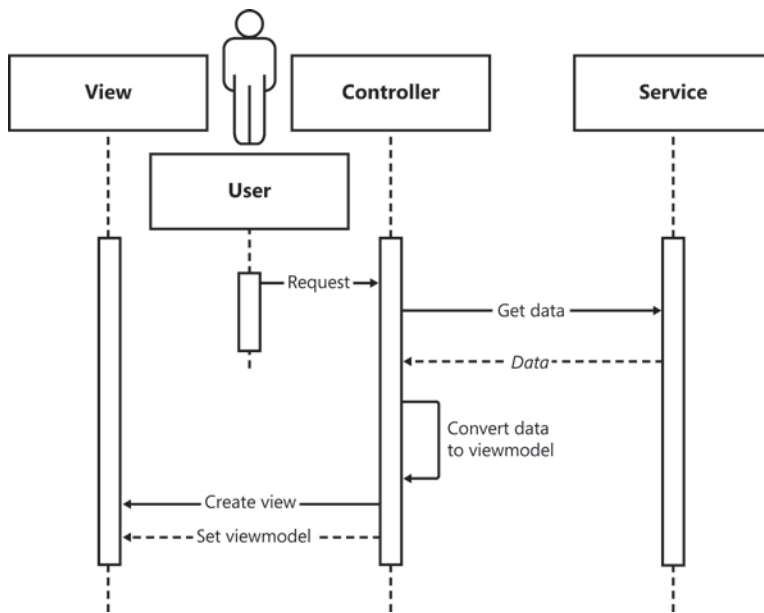 View
Controller
Service
User
Request
Get data
Data
Convert data
to viewmodel
Create view
Set viewmodel